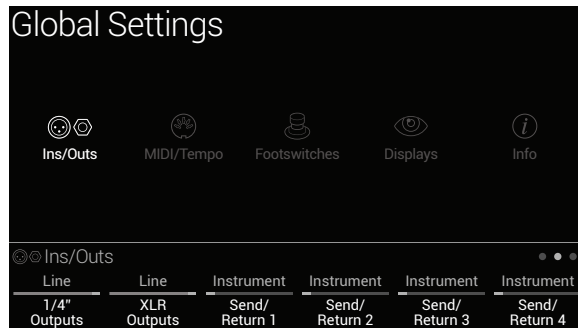 Global Settings
Ins/Outs MIDI/Tempo Footswitches Displays Info
Ins/Outs
Line Line Instrument Instrument Instrument Instrument
1/4" XLR Send/ Send/ Send/ Send/
Outputs Outputs Return 1 Return 2 Return 3 Return 4